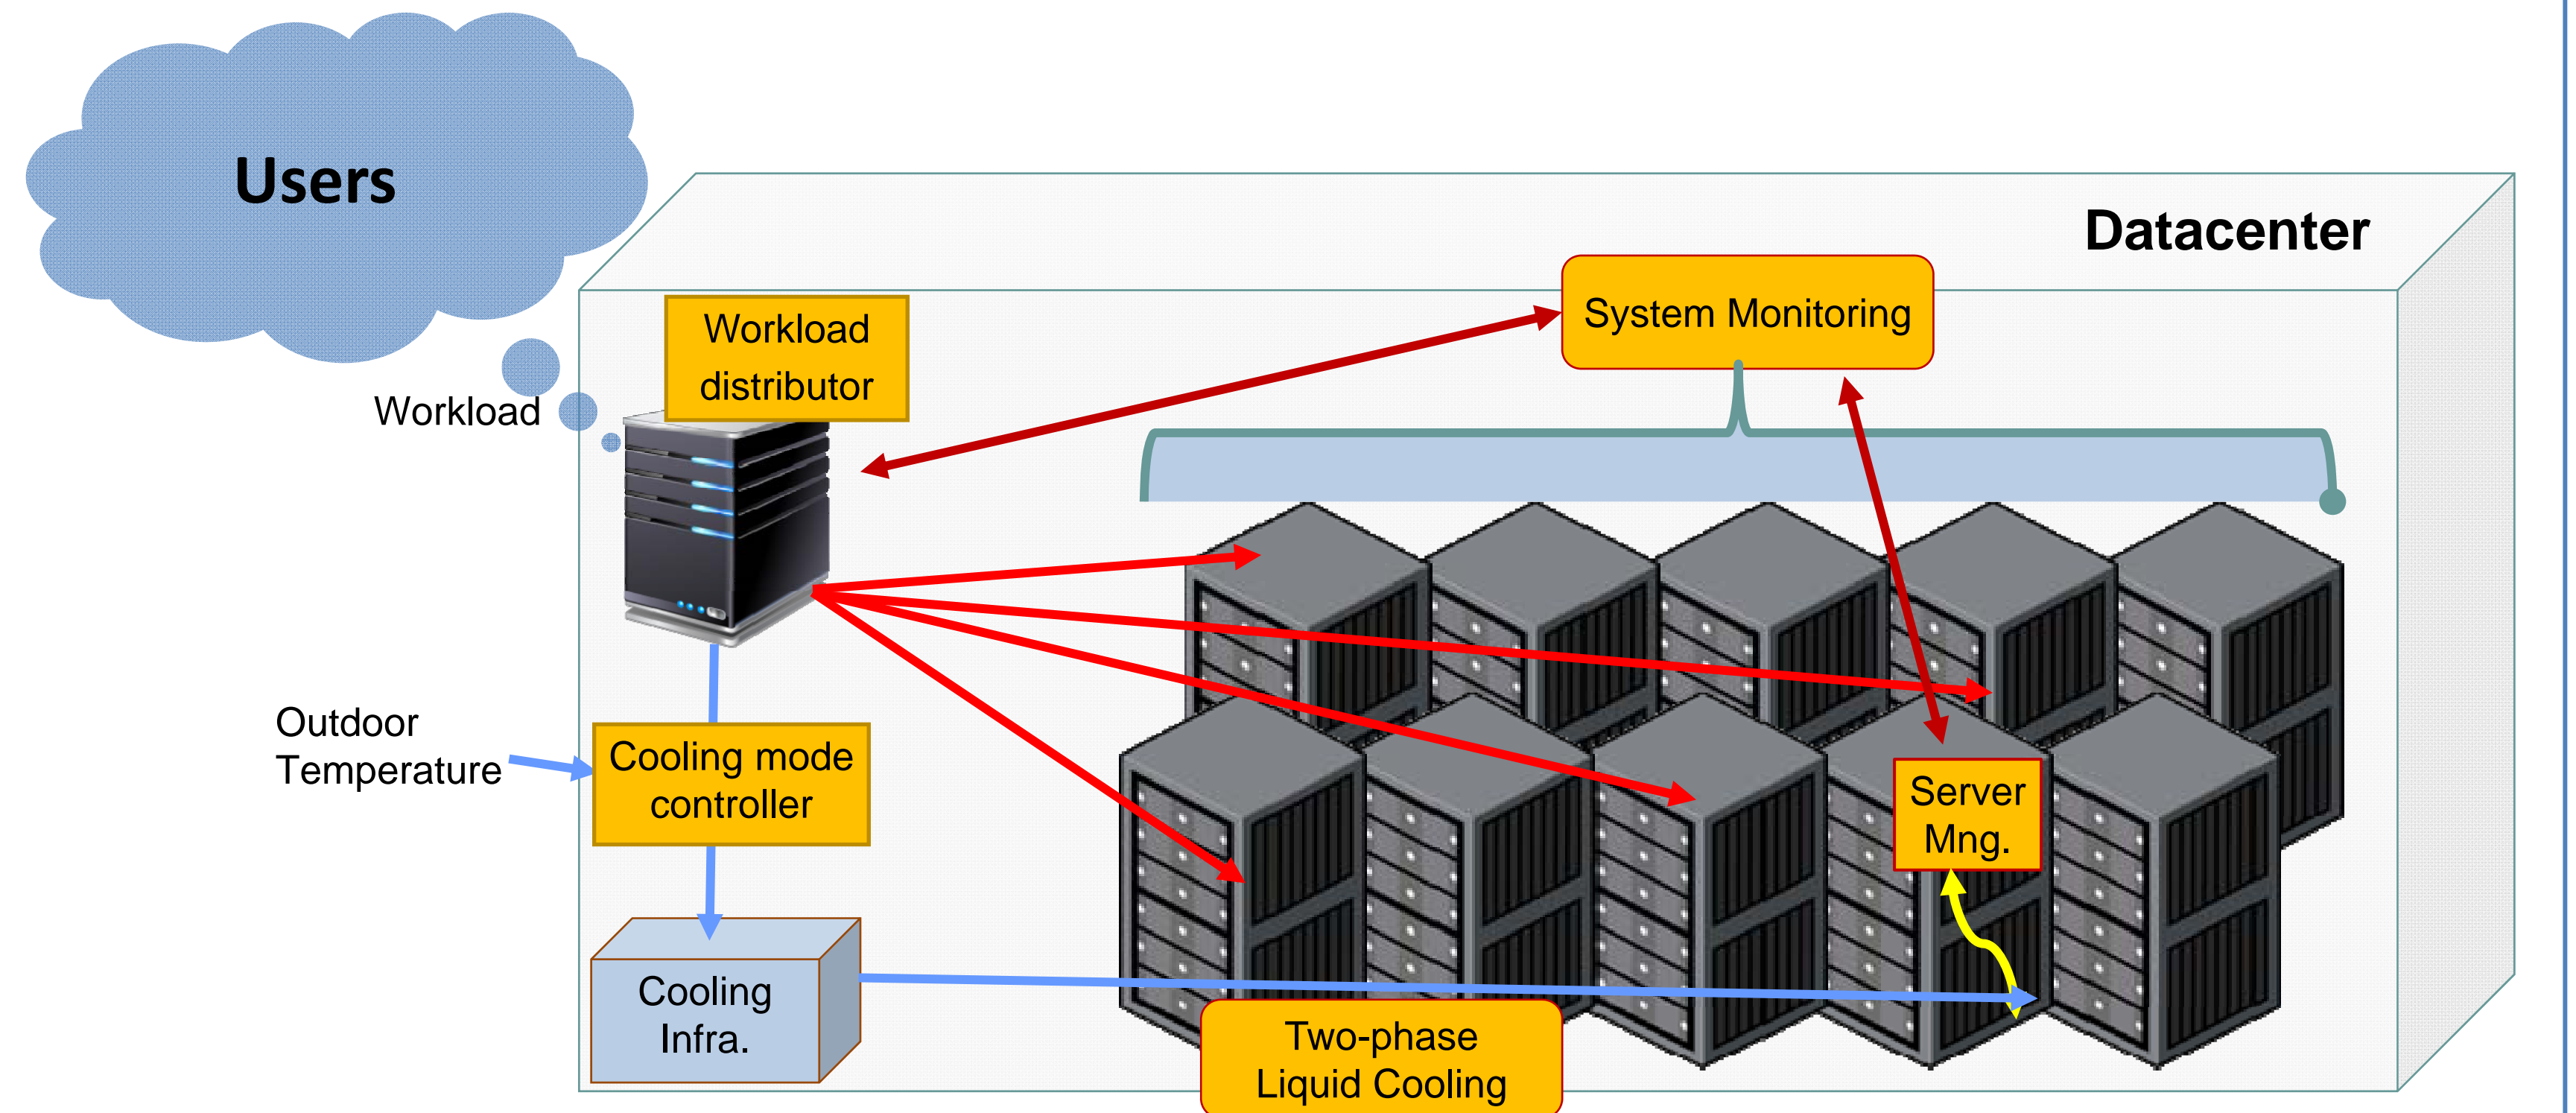 Users
Datacenter
System Monitoring
Workload
distributor
Workload
Outdoor
Temperature
Cooling mode
controller
Server
Mng.
Cooling
Infra.
Two-phase
Liquid Cooling